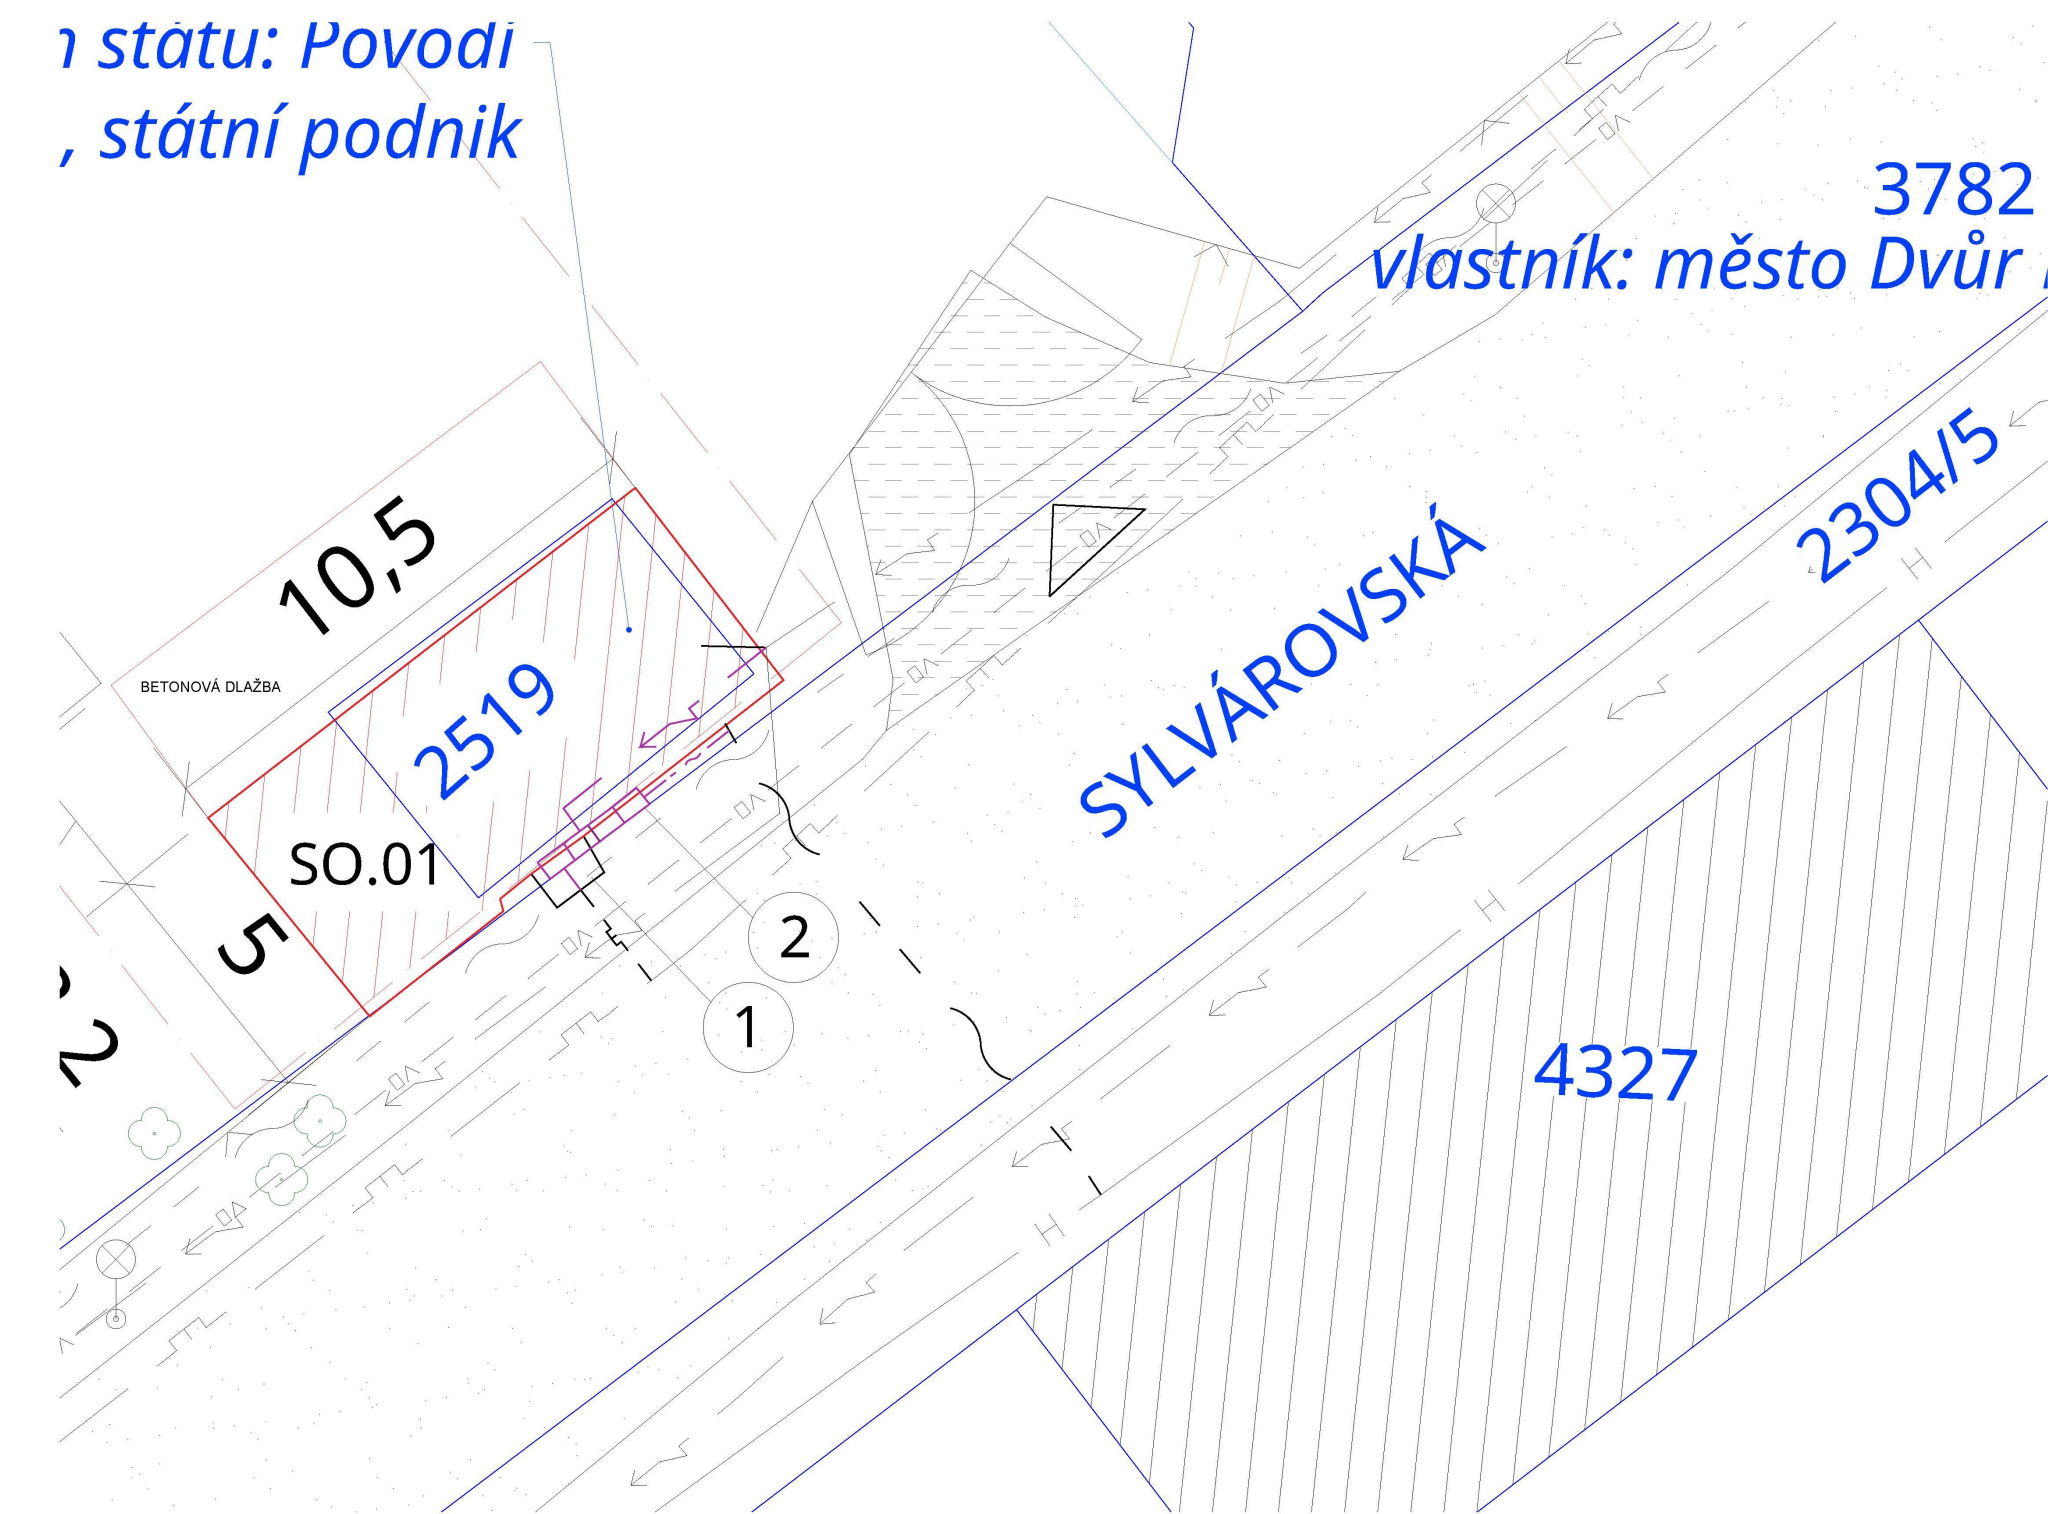 státu: Povodí
, státní podnik
3782
vlastník: město Dvůr
2304/5
10,5
SYLVÁROVSKÁ
BETONOVÁ DLAŽBA
2519
SO.01
5
2
2
1
4327